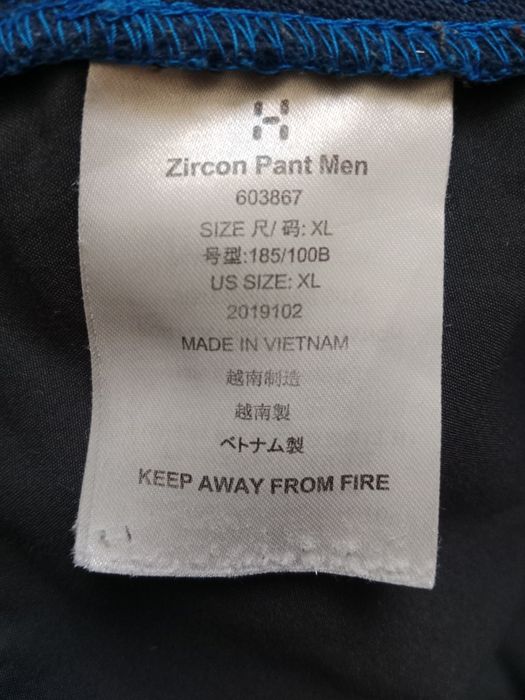 Zircon Pant Men
603867
SIZE 尺/ 码: XL
号型:185/100B
US SIZE: XL
2019102
MADE IN VIETNAM
越南制造
越南製
ベトナム製
KEEP AWAY FROM FIRE